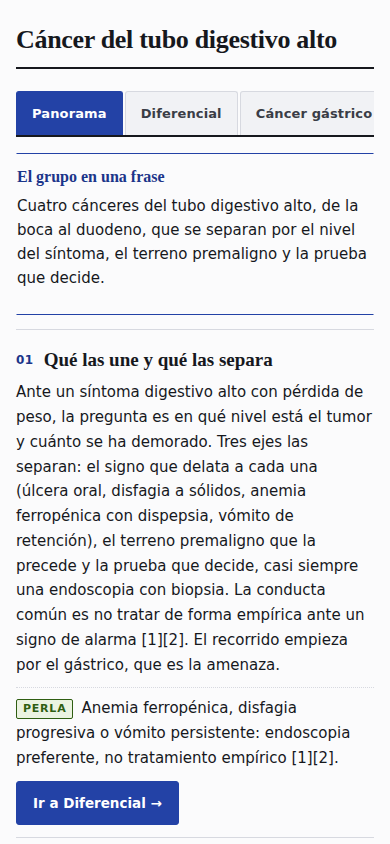 Cáncer del tubo digestivo alto
Panorama
Diferencial
Cáncer gástrico
El grupo en una frase
Cuatro cánceres del tubo digestivo alto, de la
boca al duodeno, que se separan por el nivel
del síntoma, el terreno premaligno y la prueba
que decide.
01 Qué las une y qué las separa
Ante un síntoma digestivo alto con pérdida de
peso, la pregunta es en qué nivel está el tumor
y cuánto se ha demorado. Tres ejes las
separan: el signo que delata a cada una
(úlcera oral, disfagia a sólidos, anemia
ferropénica con dispepsia, vómito de
retención), el terreno premaligno que la
precede y la prueba que decide, casi siempre
una endoscopia con biopsia. La conducta
común es no tratar de forma empírica ante un
signo de alarma [1][2]. El recorrido empieza
por el gástrico, que es la amenaza.
PERLA Anemia ferropénica, disfagia
progresiva o vómito persistente: endoscopia
preferente, no tratamiento empírico [1][2].
Ir a Diferencial →